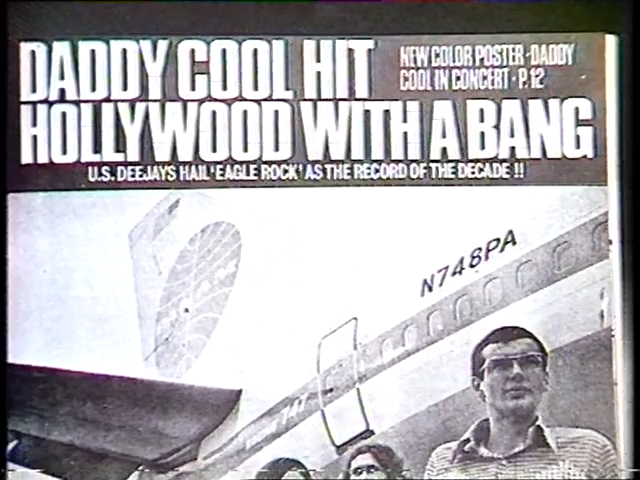 DADDY COOL HIT
HOLLYWOOD WITH A BANG
NEW COLOR POSTER-DADDY
COOL IN CONCERT · P.12
U.S. DEEJAYS HAIL 'EAGLE ROCK' AS THE RECORD OF THE DECADE !!
N748PA